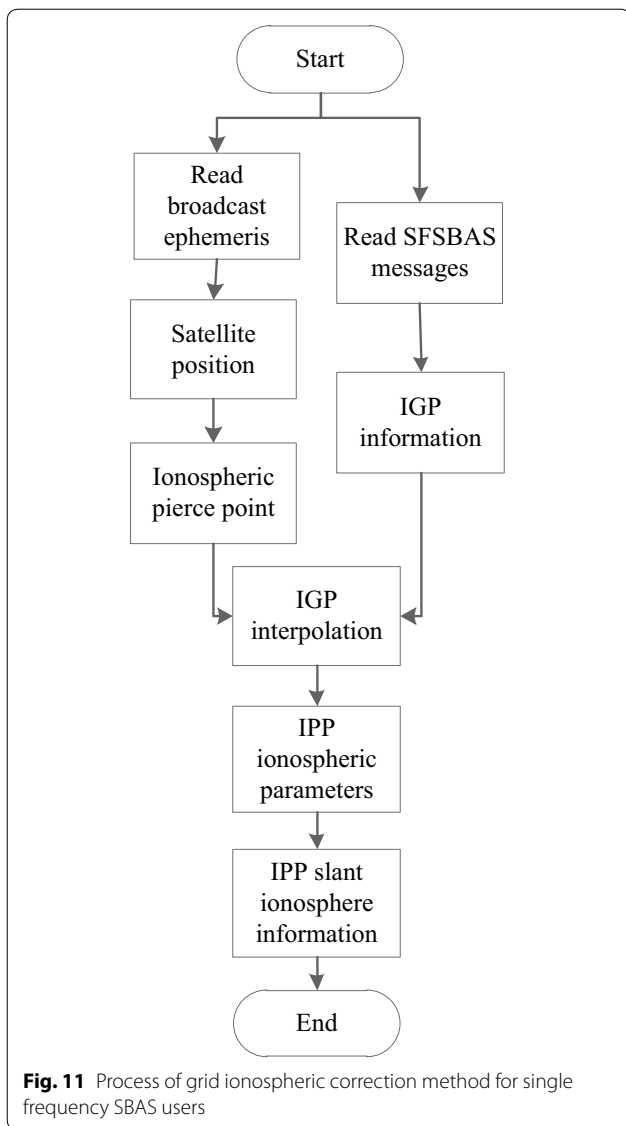 Start
Read
broadcast
ephemeris
Satellite
position
Ionospheric
pierce point
Read SFSBAS
messages
IGP
information
IGP
interpolation
IPP
ionospheric
parameters
IPP slant
ionosphere
information
End
Fig. 11 Process of grid ionospheric correction method for single
frequency SBAS users